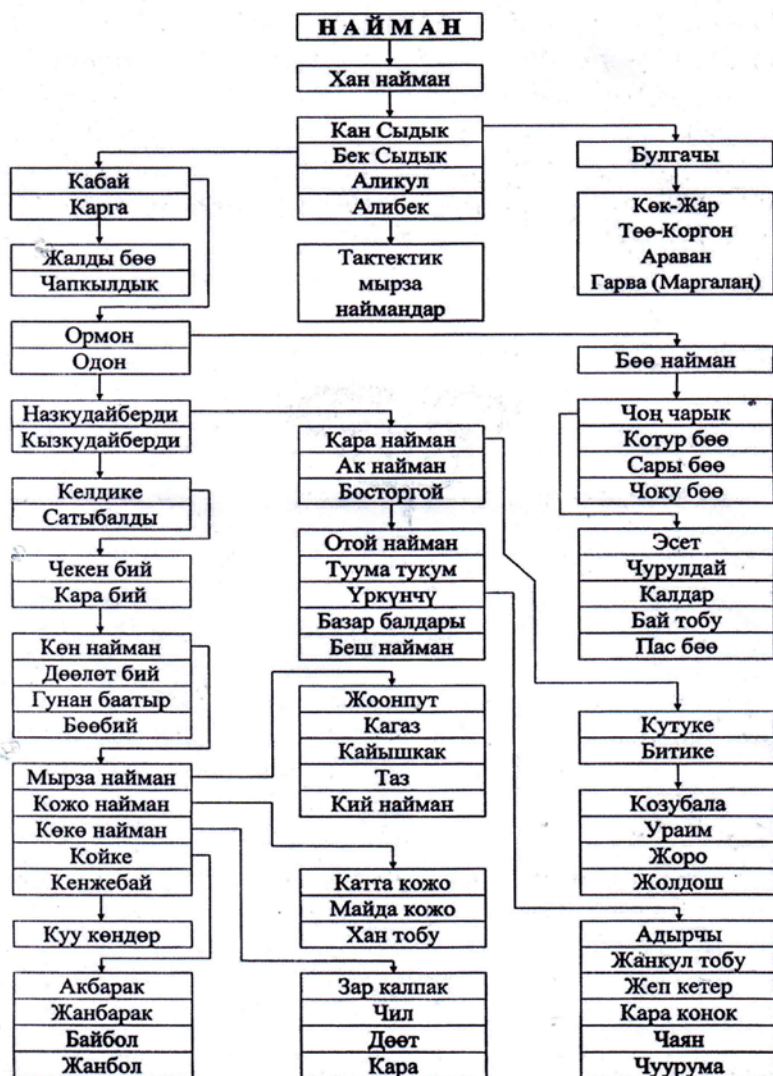 НАЙМАН
Хан найман
Кан Сыдык
Бек Сыдык
Аликул
Алибек
Булгачы
Кабай
Карга
Көк-Жар
Төө-Коргон
Араван
Гарва (Маргалаң)
Жалды бөө
Чапкылдык
Тактектик
мырза
наймандар
Ормон
Одон
Бөө найман
Назкудайберди
Кызкудайберди
Кара найман
Ак найман
Босторгой
Чоң чарык
Котур бөө
Сары бөө
Чоку бөө
Келдике
Сатыбалды
Отой найман
Туума тукум
Үркүнчү
Базар балдары
Беш найман
Эсет
Чурулдай
Калдар
Бай тобу
Пас бөө
Чекен бий
Кара бий
Көн найман
Дөөлөт бий
Гунан баатыр
Бөөбий
Жоонпут
Кагаз
Кайышкак
Таз
Кий найман
Кутуке
Битике
Мырза найман
Кожо найман
Көкө найман
Койке
Кенжебай
Козубала
Ураим
Жоро
Жолдош
Катта кожо
Майда кожо
Хан тобу
Куу көндөр
Адырчы
Жанкул тобу
Жеп кетер
Кара конок
Чаян
Чуурума
Акбарак
Жанбарак
Байбол
Жанбол
Зар калпак
Чил
Дөөт
Кара